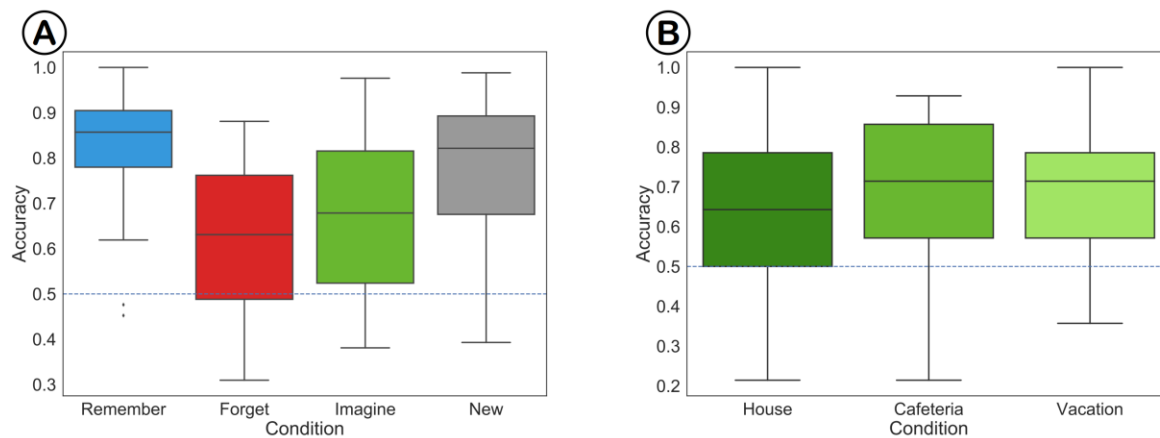 A
Accuracy
1.0
0.9
0.8
0.7
0.6
0.5
0.4
0.3
Remember Forget Imagine New
Condition
B
Accuracy
1.0
0.9
0.8
0.7
0.6
0.5
0.4
0.3
0.2
House Cafeteria Vacation
Condition